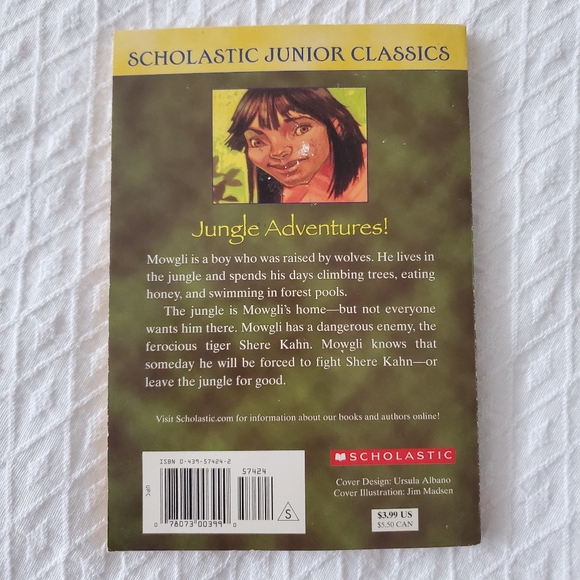 SCHOLASTIC JUNIOR CLASSICS
Jungle Adventures!
Mowgli is a boy who was raised by wolves. He lives in
the jungle and spends his days climbing trees, eating
honey, and swimming in forest pools.
The jungle is Mowgli's home—but not everyone
wants him there. Mowgli has a dangerous enemy, the
ferocious tiger Shere Kahn. Mowgli knows that
someday he will be forced to fight Shere Kahn—or
leave the jungle for good.
Visit Scholastic.com for information about our books and authors online!
ISBN 0-439-57424-2
57424
UPC
0 78073 00399 0
S
SCHOLASTIC
Cover Design: Ursula Albano
Cover Illustration: Jim Madsen
$3.99 US
$5.50 CAN